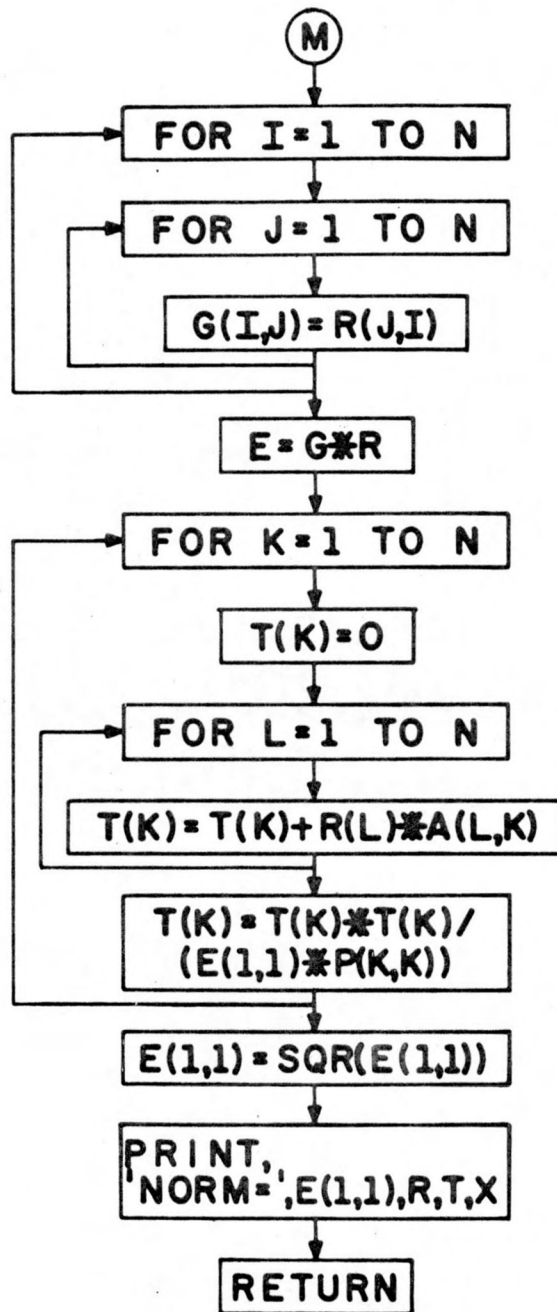 M
FOR I=1 TO N
FOR J=1 TO N
G(I,J)=R(J,I)
E=G*R
FOR K=1 TO N
T(K)=0
FOR L=1 TO N
T(K)=T(K)+R(L)*A(L,K)
T(K)=T(K)*T(K)/
(E(1,1)*P(K,K))
E(1,1)=SQR(E(1,1))
PRINT,
'NORM=',E(1,1),R,T,X
RETURN